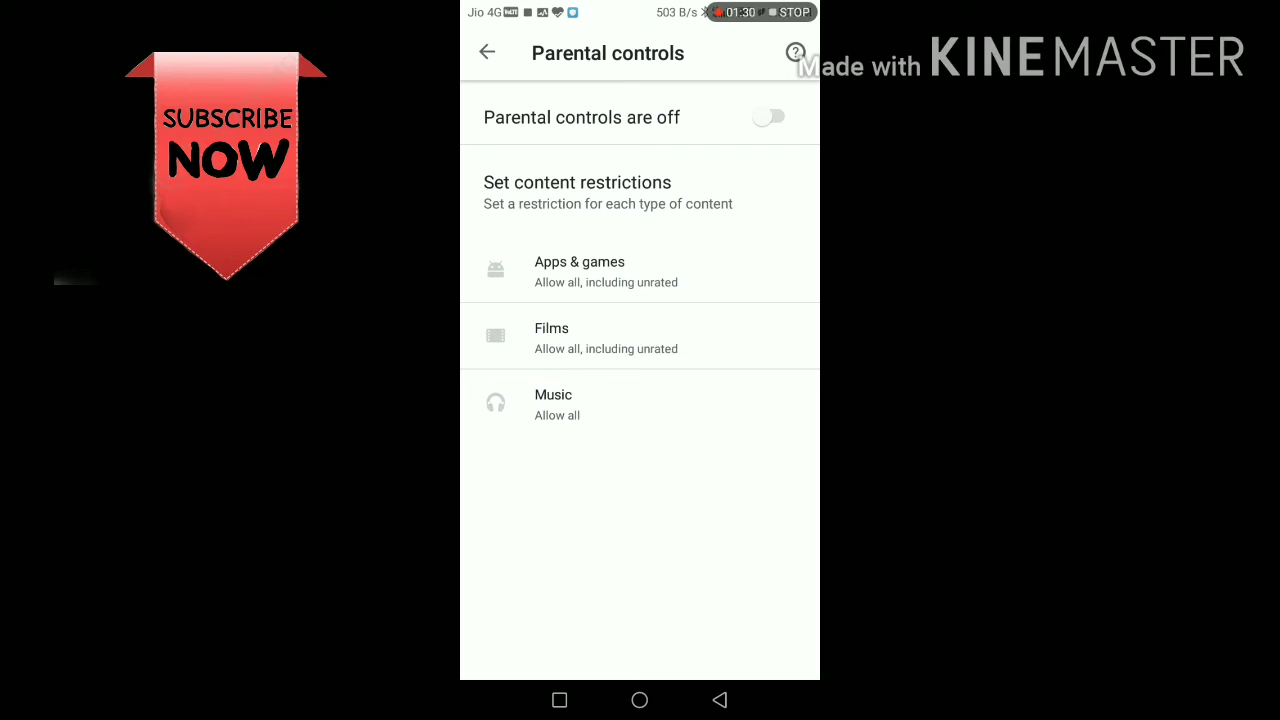 Jio 4G VoLTE 503 B/s 01:30 STOP
Parental controls
Made with KINEMASTER
SUBSCRIBE
NOW
Parental controls are off
Set content restrictions
Set a restriction for each type of content
Apps & games
Allow all, including unrated
Films
Allow all, including unrated
Music
Allow all